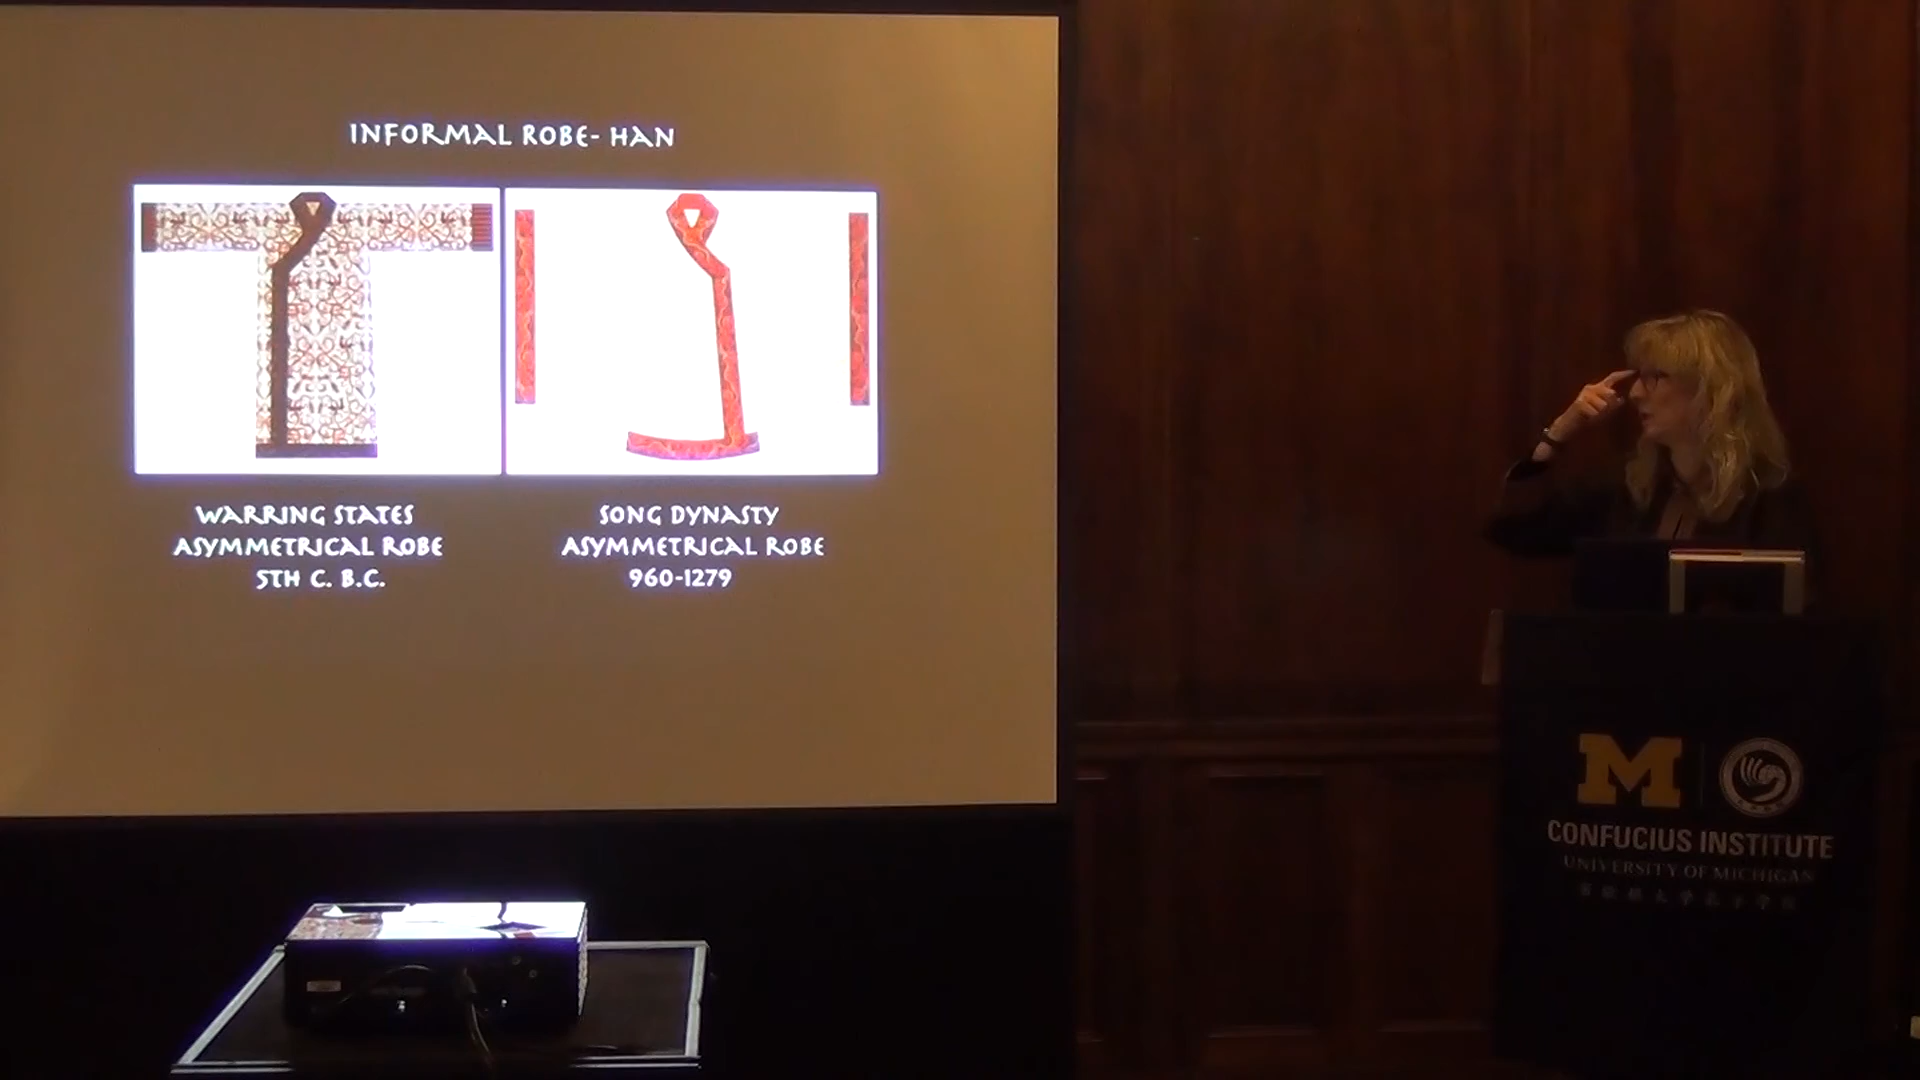 INFORMAL ROBE- HAN
WARRING STATES
ASYMMETRICAL ROBE
5TH C. B.C.
SONG DYNASTY
ASYMMETRICAL ROBE
960-1279
M
CONFUCIUS INSTITUTE
UNIVERSITY OF MICHIGAN